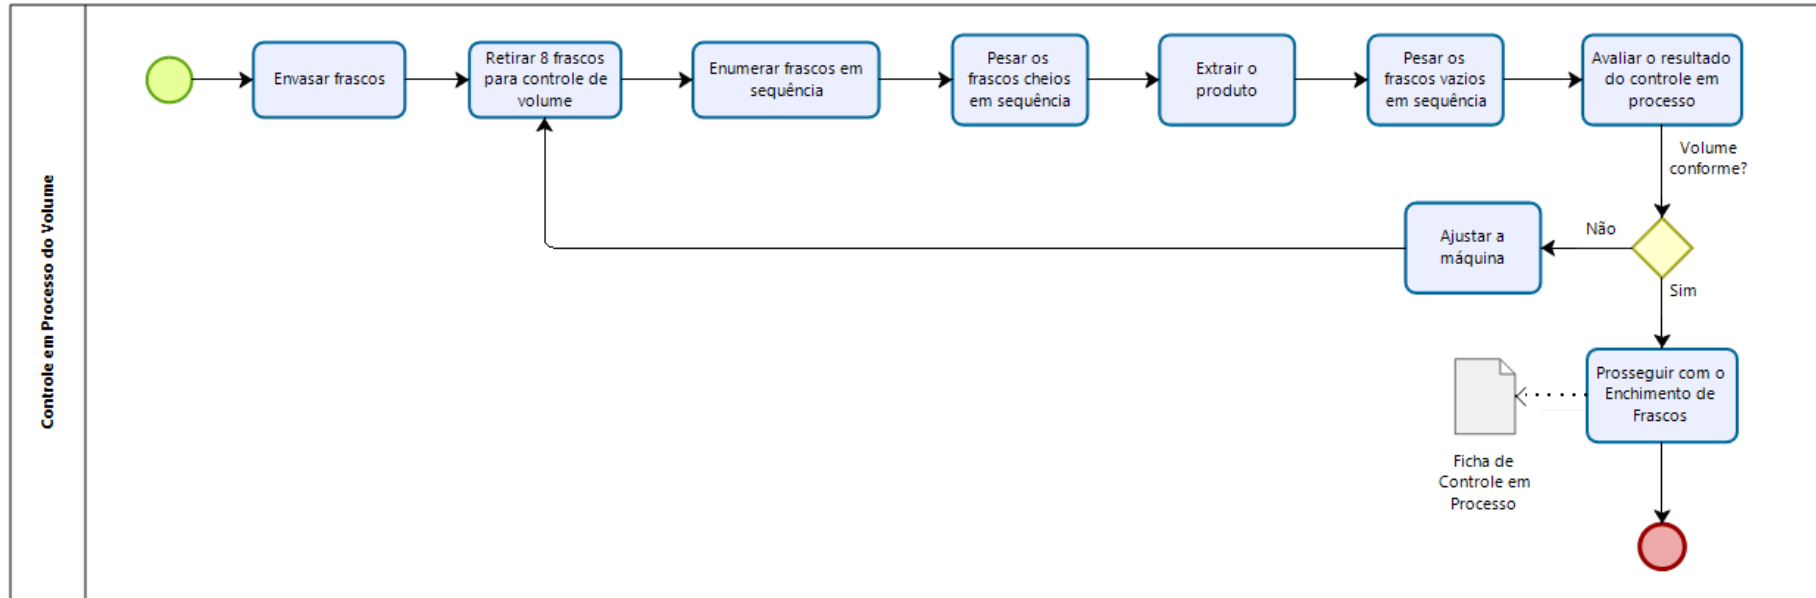 Controle em Processo do Volume
Envasar frascos
Retirar 8 frascos
para controle de
volume
Enumerar frascos em
sequência
Pesar os
frascos cheios
em sequência
Extrair o
produto
Pesar os
frascos vazios
em sequência
Avaliar o resultado
do controle em
processo
Volume
conforme?
Não
Ajustar a
máquina
Sim
Prosseguir com o
Enchimento de
Frascos
Ficha de
Controle em
Processo